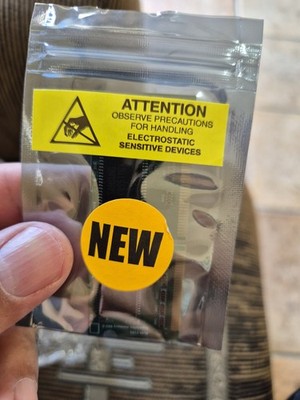 ATTENTION
OBSERVE PRECAUTIONS
FOR HANDLING
ELECTROSTATIC
SENSITIVE DEVICES
NEW